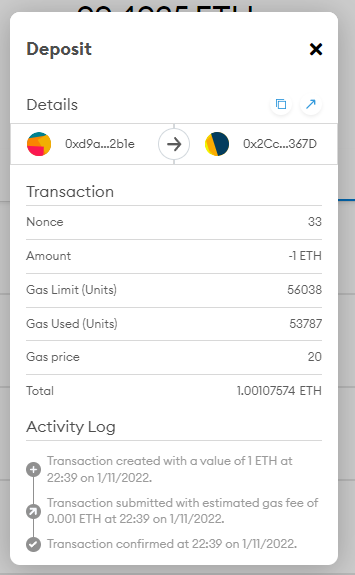 Deposit
Details
0xd9a...2b1e
0x2Cc...367D
Transaction
Nonce
33
Amount
-1 ETH
Gas Limit (Units)
56038
Gas Used (Units)
53787
Gas price
20
Total
1.00107574 ETH
Activity Log
Transaction created with a value of 1 ETH at
22:39 on 1/11/2022.
Transaction submitted with estimated gas fee of
0.001 ETH at 22:39 on 1/11/2022.
Transaction confirmed at 22:39 on 1/11/2022.